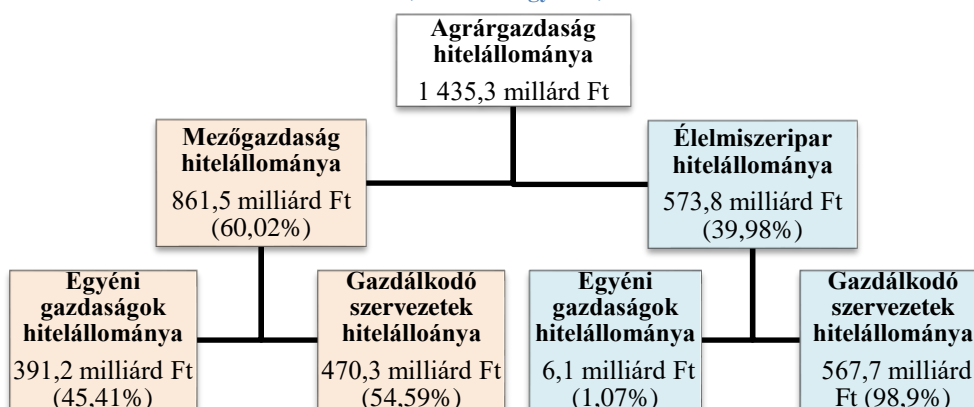 Agrárgazdaság
hitelállománya
1 435,3 millárd Ft
Mezőgazdaság
hitelállománya
861,5 milliárd Ft
(60,02%)
Élelmiszeripar
hitelállománya
573,8 milliárd Ft
(39,98%)
Egyéni
gazdaságok
hitelállománya
391,2 milliárd Ft
(45,41%)
Gazdálkodó
szervezetek
hitelálloánya
470,3 milliárd Ft
(54,59%)
Egyéni
gazdaságok
hitelállománya
6,1 milliárd Ft
(1,07%)
Gazdálkodó
szervezetek
hitelállománya
567,7 milliárd
Ft (98,9%)